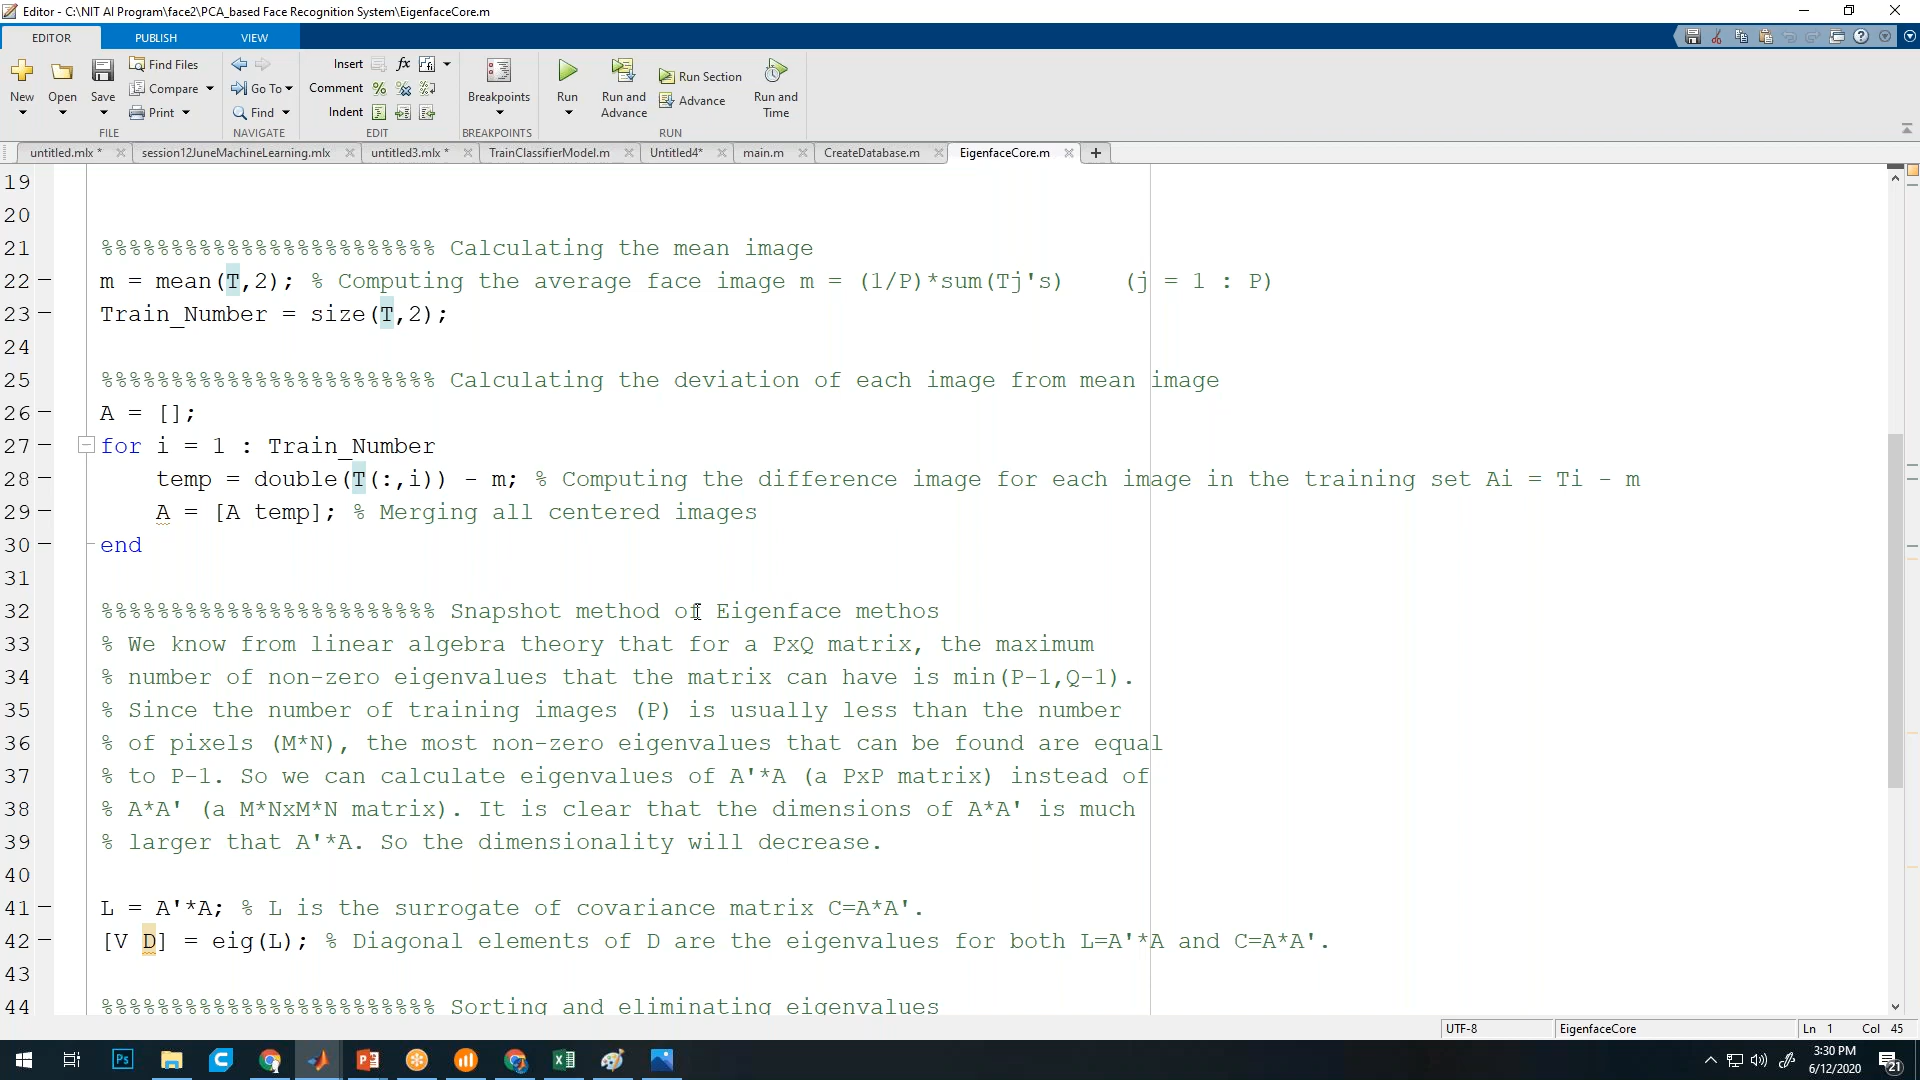 Editor - C:\NIT AI Program\face2\PCA_based Face Recognition System\EigenfaceCore.m
EDITOR PUBLISH VIEW
New Open Save Find Files Compare Print
Go To Find
Insert fx
Comment
Indent
Breakpoints
Run Run and Advance Run Section Advance Run and Time
FILE NAVIGATE EDIT BREAKPOINTS RUN
untitled.mlx * session12JuneMachineLearning.mlx untitled3.mlx * TrainClassifierModel.m Untitled4* main.m CreateDatabase.m EigenfaceCore.m
19
20
21 %%%%%%%%%%%%%%%%%%%%%%%% Calculating the mean image
22 m = mean(T,2); % Computing the average face image m = (1/P)*sum(Tj's)    (j = 1 : P)
23 Train_Number = size(T,2);
24
25 %%%%%%%%%%%%%%%%%%%%%%%% Calculating the deviation of each image from mean image
26 A = [];
27 for i = 1 : Train_Number
28     temp = double(T(:,i)) - m; % Computing the difference image for each image in the training set Ai = Ti - m
29     A = [A temp]; % Merging all centered images
30 end
31
32 %%%%%%%%%%%%%%%%%%%%%%%% Snapshot method of Eigenface methos
33 % We know from linear algebra theory that for a PxQ matrix, the maximum
34 % number of non-zero eigenvalues that the matrix can have is min(P-1,Q-1).
35 % Since the number of training images (P) is usually less than the number
36 % of pixels (M*N), the most non-zero eigenvalues that can be found are equal
37 % to P-1. So we can calculate eigenvalues of A'*A (a PxP matrix) instead of
38 % A*A' (a M*NxM*N matrix). It is clear that the dimensions of A*A' is much
39 % larger that A'*A. So the dimensionality will decrease.
40
41 L = A'*A; % L is the surrogate of covariance matrix C=A*A'.
42 [V D] = eig(L); % Diagonal elements of D are the eigenvalues for both L=A'*A and C=A*A'.
43
44 %%%%%%%%%%%%%%%%%%%%%%%% Sorting and eliminating eigenvalues
UTF-8 EigenfaceCore Ln 1 Col 45
3:30 PM
6/12/2020
21